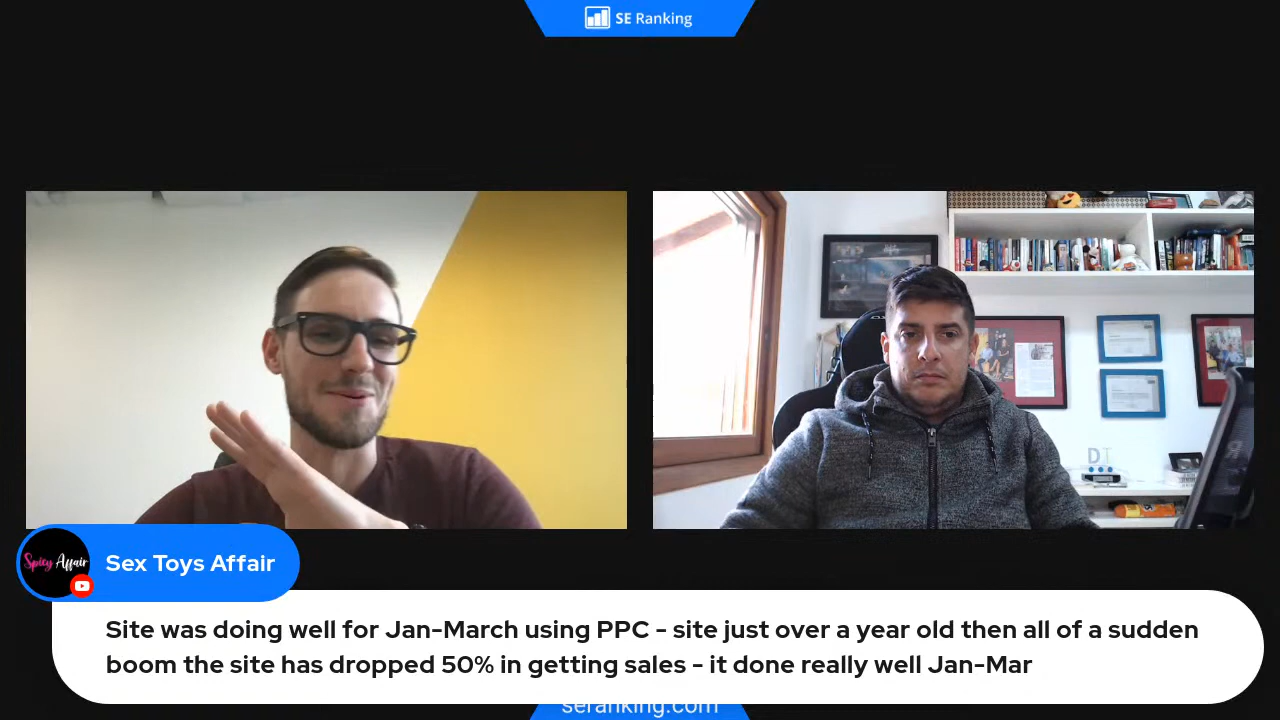 SE Ranking
Spicy Affair
Sex Toys Affair
Site was doing well for Jan-March using PPC - site just over a year old then all of a sudden
boom the site has dropped 50% in getting sales - it done really well Jan-Mar
seranking.com